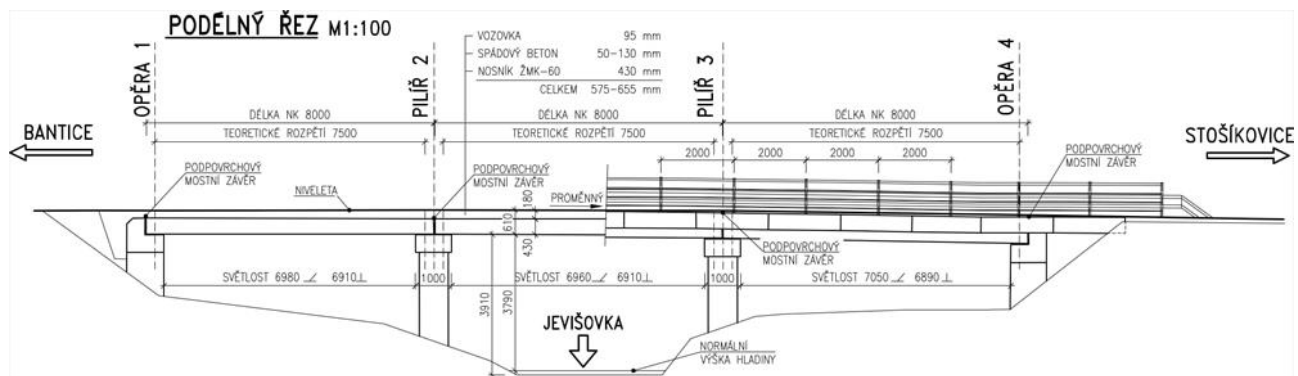 PODÉLNÝ ŘEZ M1:100
VOZOVKA 95 mm
SPÁDOVÝ BETON 50-130 mm
NOSNÍK ŽMK-60 430 mm
CELKEM 575-655 mm
OPĚRA 1
PILÍŘ 2
PILÍŘ 3
OPĚRA 4
DÉLKA NK 8000
DÉLKA NK 8000
DÉLKA NK 8000
TEORETICKÉ ROZPĚTÍ 7500
TEORETICKÉ ROZPĚTÍ 7500
TEORETICKÉ ROZPĚTÍ 7500
BANTICE
STOŠÍKOVICE
2000
2000
2000
2000
PODPOVRCHOVÝ
MOSTNÍ ZÁVĚR
PODPOVRCHOVÝ
MOSTNÍ ZÁVĚR
PODPOVRCHOVÝ
MOSTNÍ ZÁVĚR
NIVELETA
PROMĚNNÝ
180
610
430
PODPOVRCHOVÝ
MOSTNÍ ZÁVĚR
SVĚTLOST 6980 ∠ 6910⊥
1000
SVĚTLOST 6960∠ 6910⊥
1000
SVĚTLOST 7050 ∠ 6890⊥
3910
3790
JEVIŠOVKA
NORMÁLNÍ
VÝŠKA HLADINY